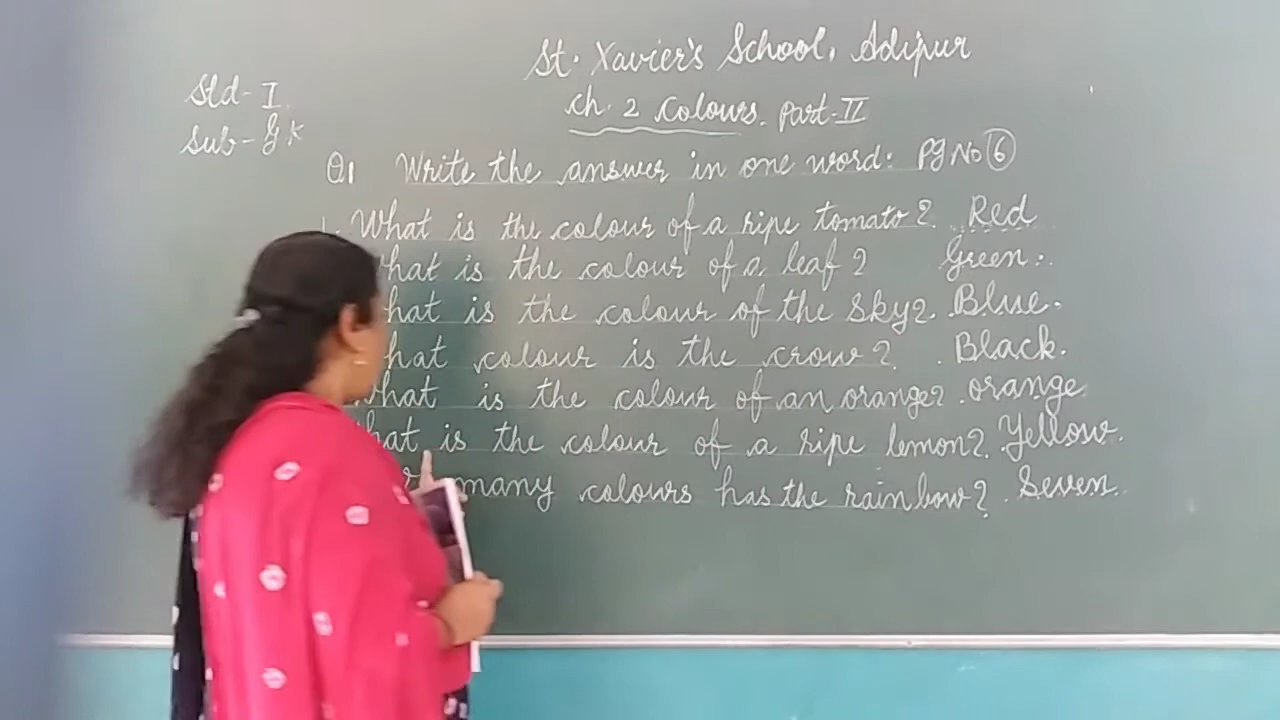 St. Xavier's School, Adipur
Std - I
Ch. 2 Colours. Part-II
Sub - G K
Q1 Write the answer in one word: Pg No 6
1. What is the colour of a ripe tomato? Red
hat is the colour of a leaf? Green.
hat is the colour of the sky? Blue.
hat colour is the crow? Black.
What is the colour of an orange? orange
hat is the colour of a ripe lemon? Yellow.
many colours has the rainbow? Seven.